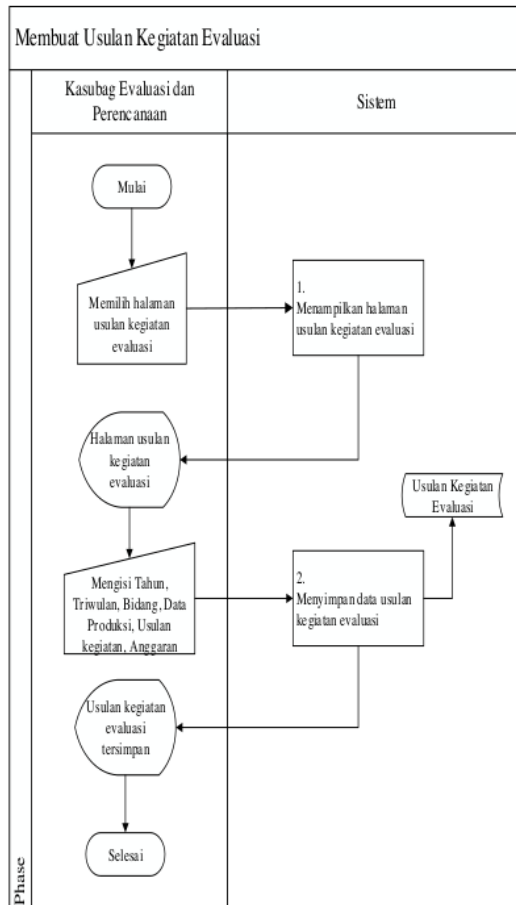 Membuat Usulan Kegiatan Evaluasi
Kasubag Evaluasi dan
Perencanaan
Sistem
Mulai
Memilih halaman
usulan kegiatan
evaluasi
1.
Menampilkan halaman
usulan kegiatan evaluasi
Halaman usulan
kegiatan
evaluasi
Usulan Kegiatan
Evaluasi
Mengisi Tahun,
Triwulan, Bidang, Data
Produksi, Usulan
kegiatan, Anggaran
2.
Menyimpan data usulan
kegiatan evaluasi
Usulan kegiatan
evaluasi
tersimpan
Selesai
Phase